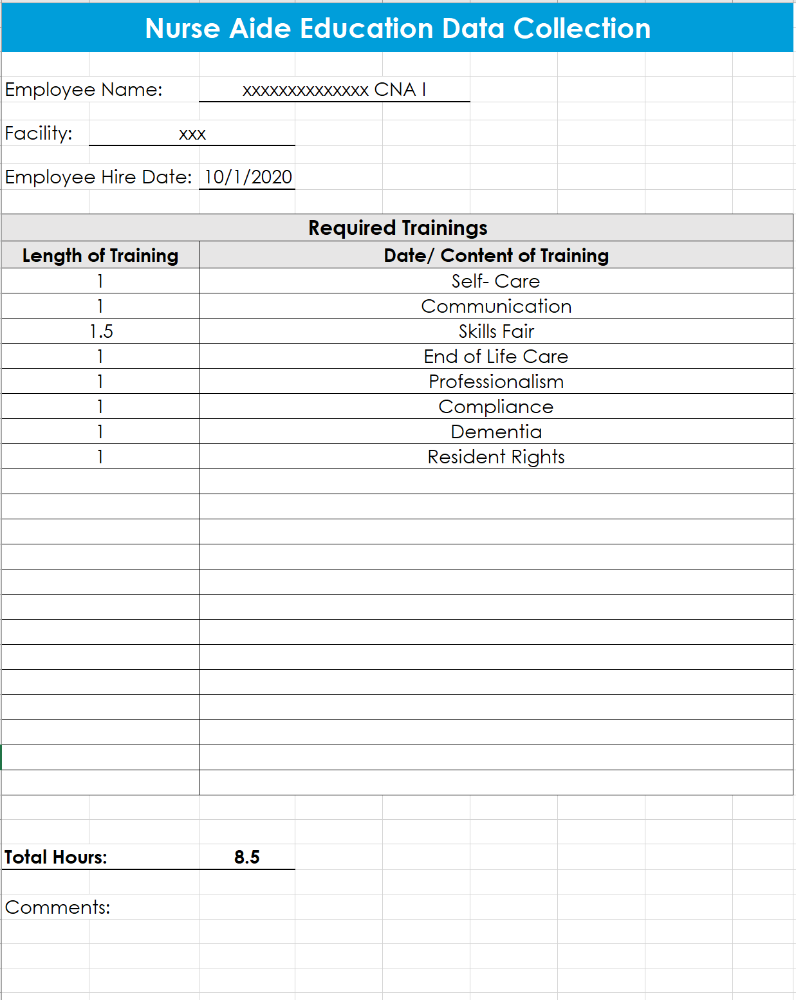 Nurse Aide Education Data Collection
Employee Name: xxxxxxxxxxxxxx CNA I
Facility: xxx
Employee Hire Date: 10/1/2020
Required Trainings
Length of Training Date/ Content of Training
1 Self- Care
1 Communication
1.5 Skills Fair
1 End of Life Care
1 Professionalism
1 Compliance
1 Dementia
1 Resident Rights
Total Hours: 8.5
Comments: